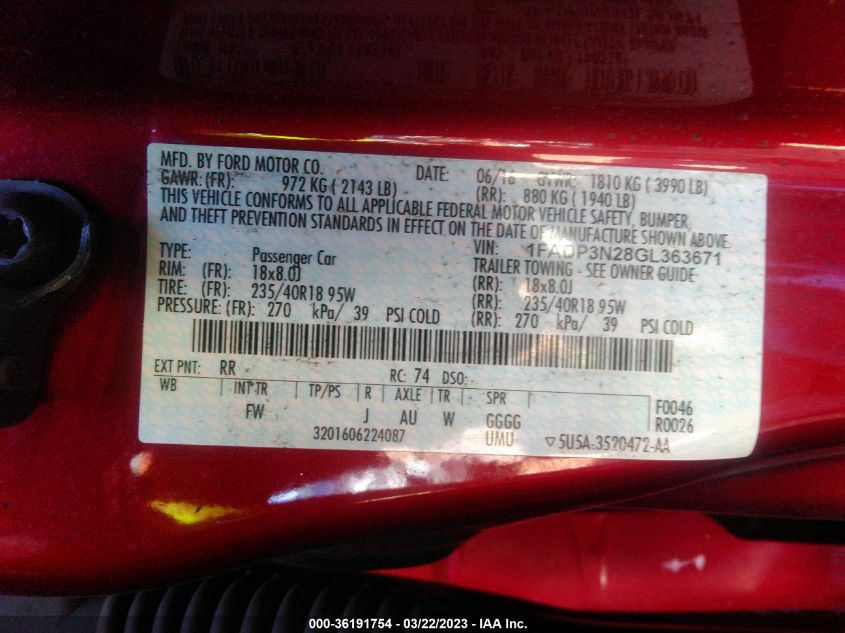 MFD. BY FORD MOTOR CO. DATE: 06/16 GVWR: 1810 KG ( 3990 LB)
GAWR: (FR): 972 KG ( 2143 LB) (RR): 880 KG ( 1940 LB)
THIS VEHICLE CONFORMS TO ALL APPLICABLE FEDERAL MOTOR VEHICLE SAFETY, BUMPER,
AND THEFT PREVENTION STANDARDS IN EFFECT ON THE DATE OF MANUFACTURE SHOWN ABOVE.
VIN: 1FADP3N28GL363671
TYPE: Passenger Car TRAILER TOWING - SEE OWNER GUIDE
RIM: (FR): 18x8.0J (RR): 18x8.0J
TIRE: (FR): 235/40R18 95W (RR): 235/40R18 95W
PRESSURE: (FR): 270 kPa/ 39 PSI COLD (RR): 270 kPa/ 39 PSI COLD
EXT PNT: RR RC: 74 DSO:
WB INT TR TP/PS R AXLE TR SPR F0046
FW J AU W GGGG R0026
3201606224087 UMU 5U5A-3520472-AA
000-36191754 - 03/22/2023 - IAA Inc.